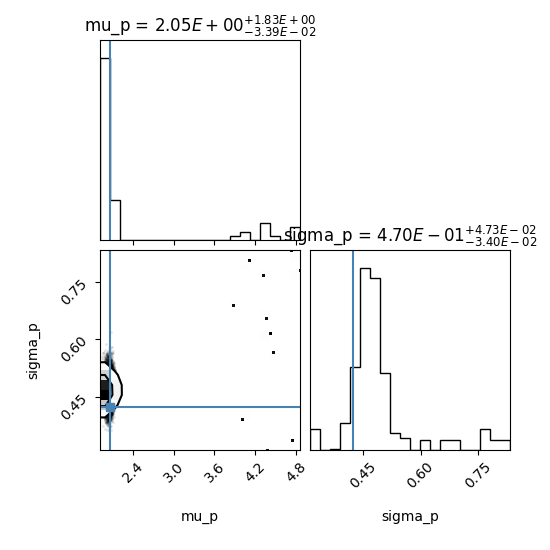 mu_p = 2.05E+00+1.83E+00−3.39E−02
sigma_p = 4.70E−01+4.73E−02−3.40E−02
sigma_p
0.75
0.60
0.45
2.4 3.0 3.6 4.2 4.8
mu_p
0.45 0.60 0.75
sigma_p